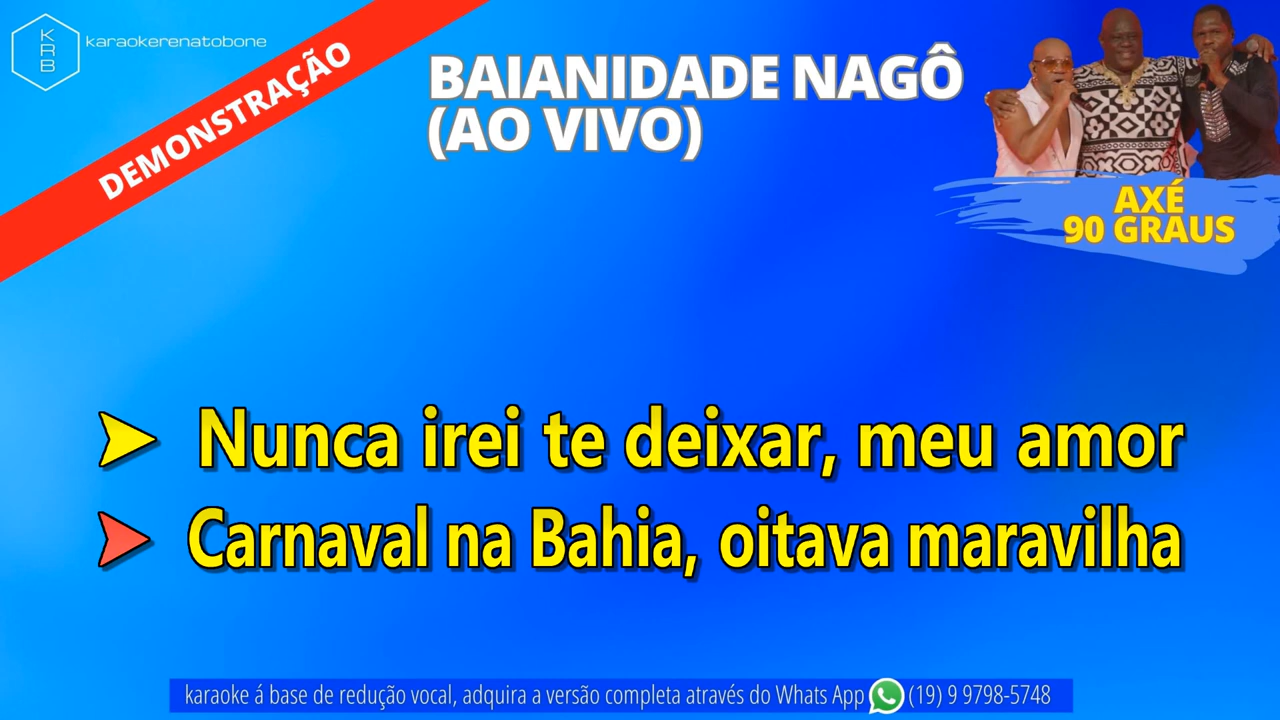 KRB
karaokerenatobone
DEMONSTRAÇÃO
BAIANIDADE NAGÔ
(AO VIVO)
AXÉ
90 GRAUS
Nunca irei te deixar, meu amor
Carnaval na Bahia, oitava maravilha
karaoke á base de redução vocal, adquira a versão completa através do Whats App (19) 9 9798-5748